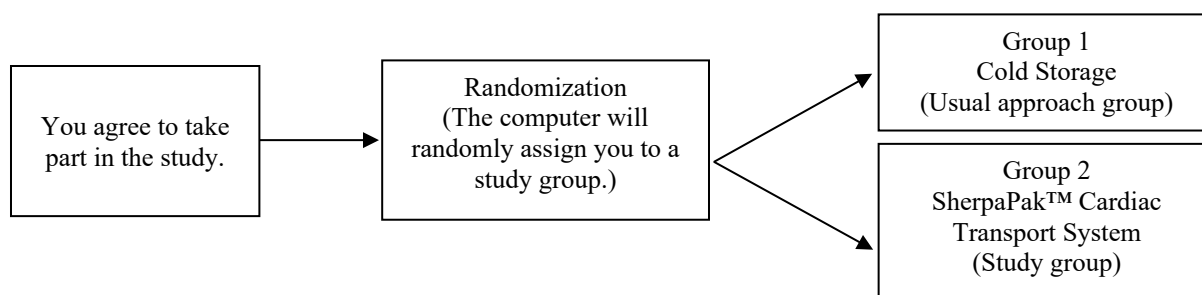 You agree to take
part in the study.
Randomization
(The computer will
randomly assign you to a
study group.)
Group 1
Cold Storage
(Usual approach group)
Group 2
SherpaPak™ Cardiac
Transport System
(Study group)